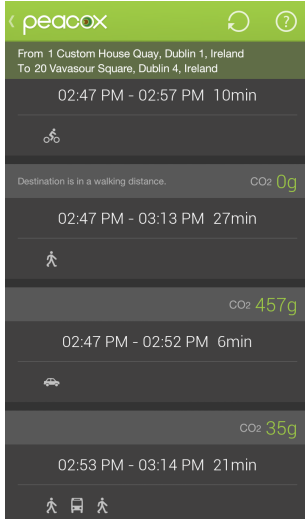 peacox
From 1 Custom House Quay, Dublin 1, Ireland
To 20 Vavasour Square, Dublin 4, Ireland
02:47 PM - 02:57 PM 10min
Destination is in a walking distance. CO2 0g
02:47 PM - 03:13 PM 27min
CO2 457g
02:47 PM - 02:52 PM 6min
CO2 35g
02:53 PM - 03:14 PM 21min